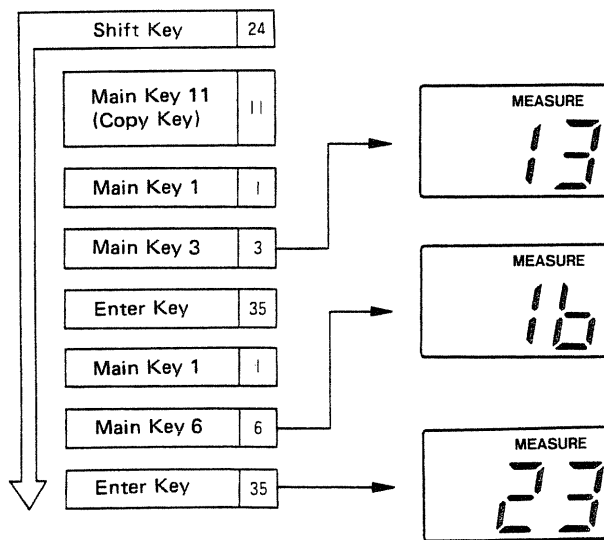 Shift Key 24
Main Key 11 11
(Copy Key)
MEASURE
13
Main Key 1 1
Main Key 3 3
MEASURE
16
Enter Key 35
Main Key 1 1
Main Key 6 6
MEASURE
23
Enter Key 35